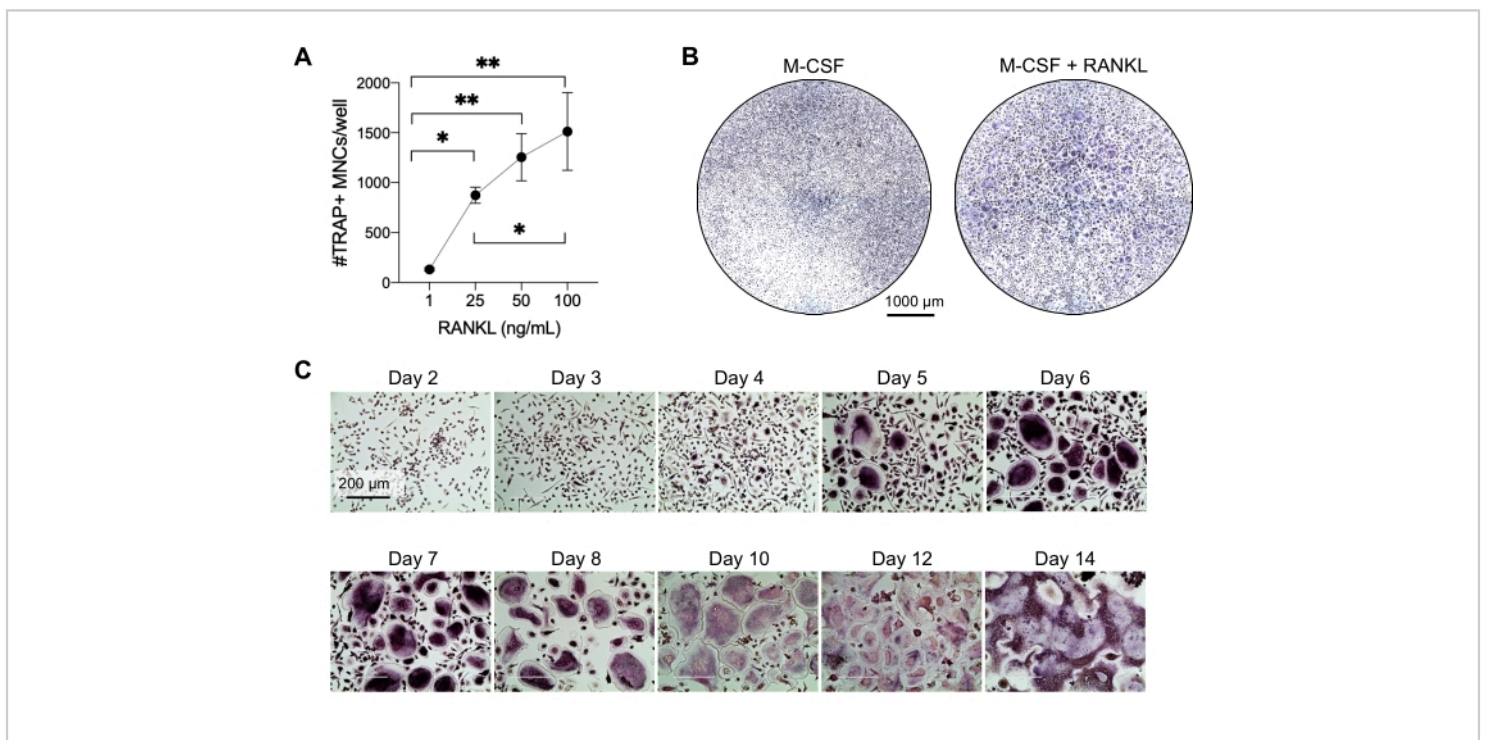 A
**
**
*
*
2000
1500
1000
500
0
#TRAP+ MNCs/well
1 25 50 100
RANKL (ng/mL)
B
M-CSF M-CSF + RANKL
1000 µm
C
Day 2 Day 3 Day 4 Day 5 Day 6
200 µm
Day 7 Day 8 Day 10 Day 12 Day 14